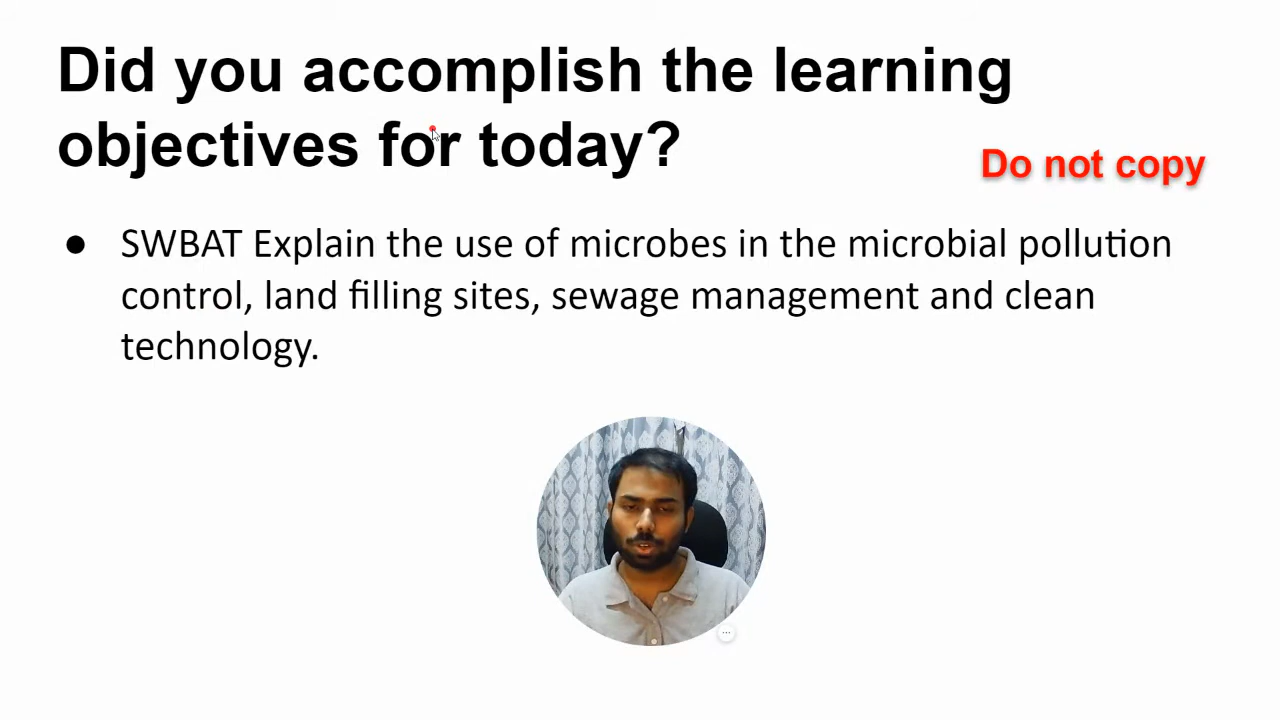 Did you accomplish the learning
objectives for today?
Do not copy
● SWBAT Explain the use of microbes in the microbial pollution
control, land filling sites, sewage management and clean
technology.